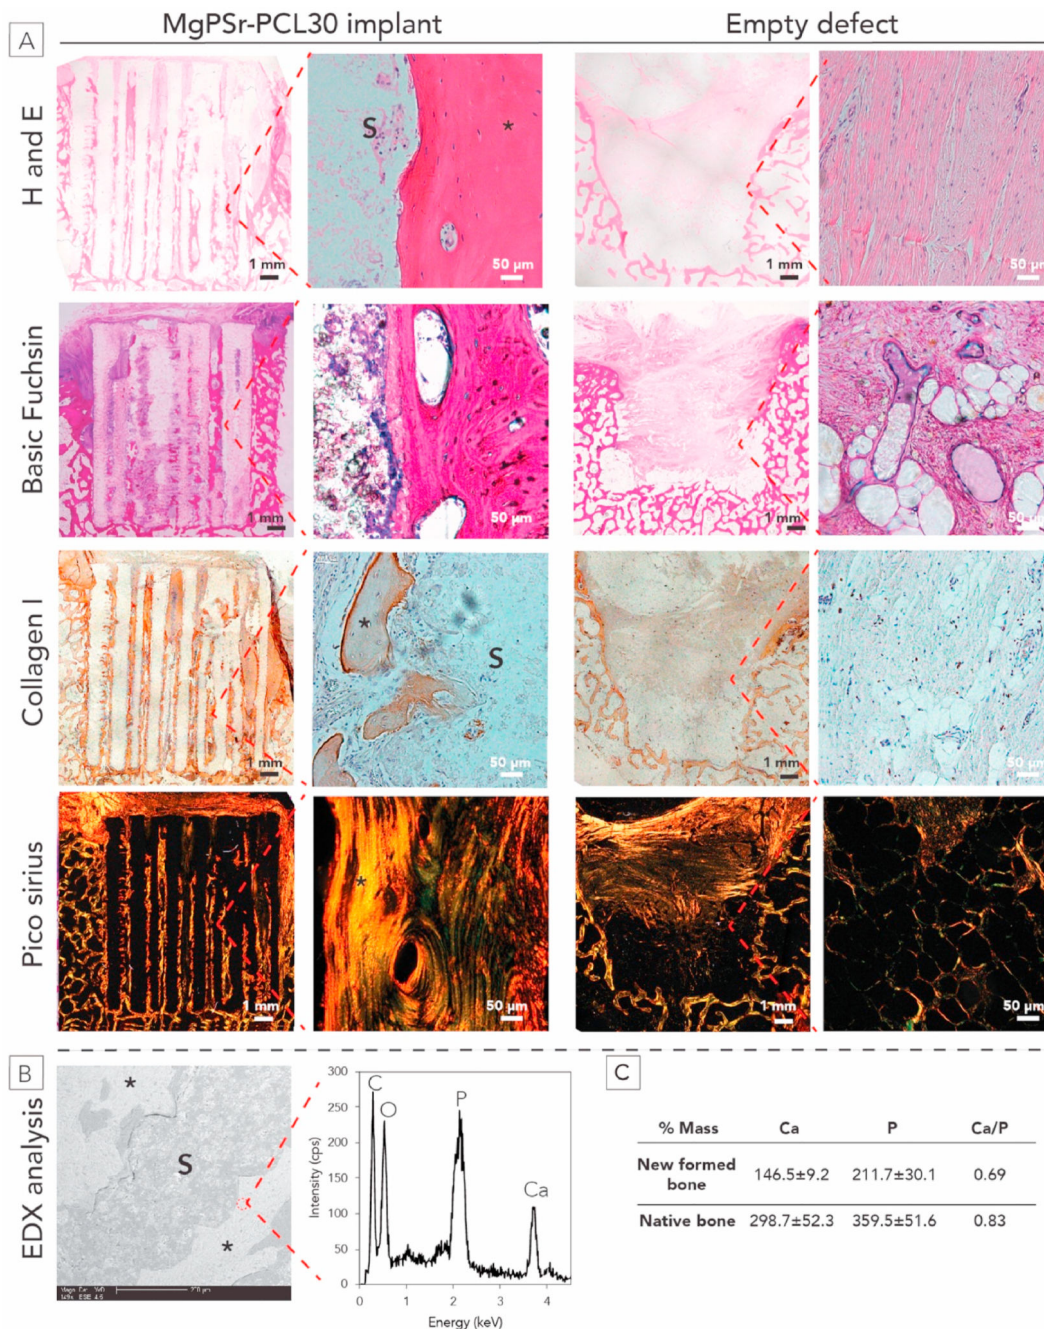 A
MgPSr-PCL30 implant
Empty defect
H and E
S
*
1 mm
50 µm
1 mm
50 µm
Basic Fuchsin
1 mm
50 µm
1 mm
50 µm
Collagen I
*
S
1 mm
50 µm
1 mm
50 µm
Pico sirius
*
1 mm
50 µm
1 mm
50 µm
B
EDX analysis
*
S
*
300
250
200
150
100
50
0
Intensity (cps)
C
O
P
Ca
0 1 2 3 4
Energy (keV)
C
% Mass Ca P Ca/P
New formed bone 146.5±9.2 211.7±30.1 0.69
Native bone 298.7±52.3 359.5±51.6 0.83